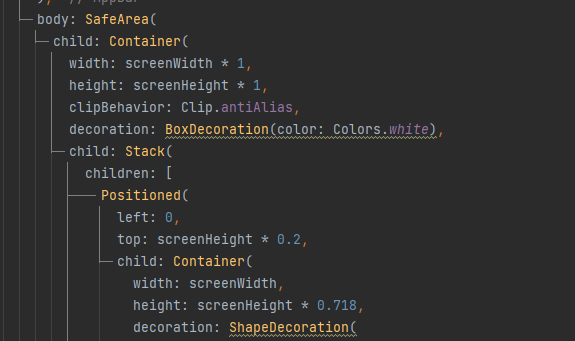 ), // AppBar
body: SafeArea(
child: Container(
width: screenWidth * 1,
height: screenHeight * 1,
clipBehavior: Clip.antiAlias,
decoration: BoxDecoration(color: Colors.white),
child: Stack(
children: [
Positioned(
left: 0,
top: screenHeight * 0.2,
child: Container(
width: screenWidth,
height: screenHeight * 0.718,
decoration: ShapeDecoration(